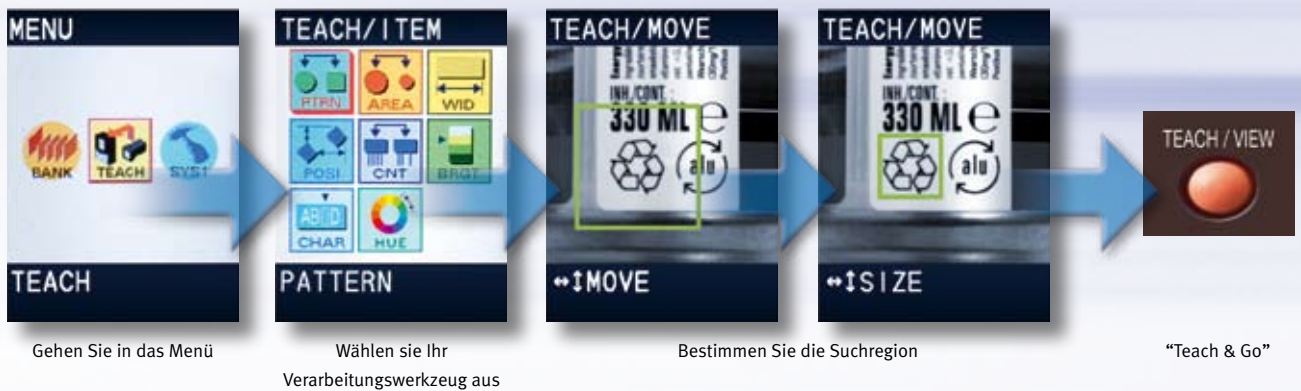 MENU
BANK
TEACH
SYST
TEACH
TEACH/ITEM
PTRN
AREA
WID
POSI
CNT
BRGT
CHAR
HUE
PATTERN
TEACH/MOVE
INH./CONT.:
330 ML e
alu
↔↕MOVE
TEACH/MOVE
INH./CONT.:
330 ML e
alu
↔↕SIZE
TEACH / VIEW
Gehen Sie in das Menü
Wählen sie Ihr
Verarbeitungswerkzeug aus
Bestimmen Sie die Suchregion
“Teach & Go”